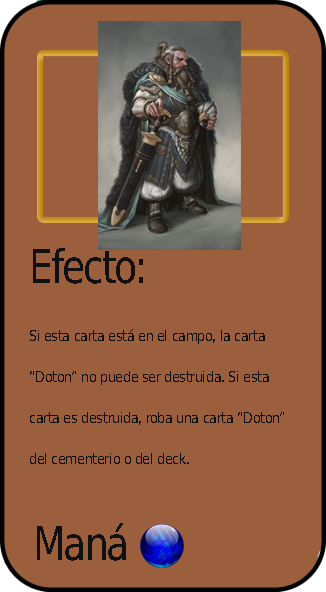 Efecto:
Si esta carta está en el campo, la carta
“Doton” no puede ser destruida. Si esta
carta es destruida, roba una carta “Doton”
del cementerio o del deck.
Maná